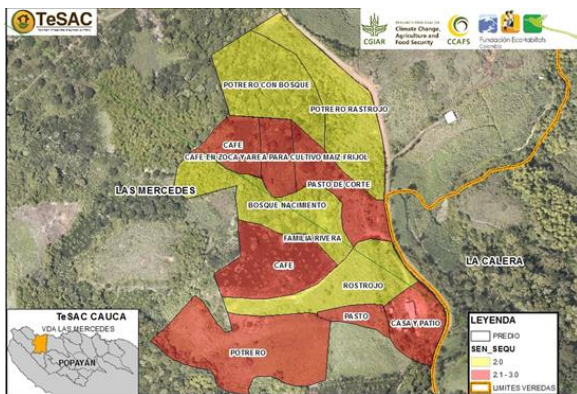 TeSAC
CGIAR
RESEARCH PROGRAM ON
Climate Change,
Agriculture and
Food Security
CCAFS
Fundación EcoHabitats
Colombia
POTRERO CON BOSQUE
POTRERO RASTROJO
CAFE
CAFE EN ZOCA Y AREA PARA CULTIVO MAIZ FRIJOL
PASTO DE CORTE
LAS MERCEDES
BOSQUE NACIMIENTO
FAMILIA RIVERA
LA CALERA
CAFE
ROSTROJO
PASTO
CASA Y PATIO
POTRERO
TeSAC CAUCA
VDA LAS MERCEDES
POPAYÁN
LEYENDA
PREDIO
SEN_SEQU
2.0
2.1 - 3.0
LIMITES VEREDAS